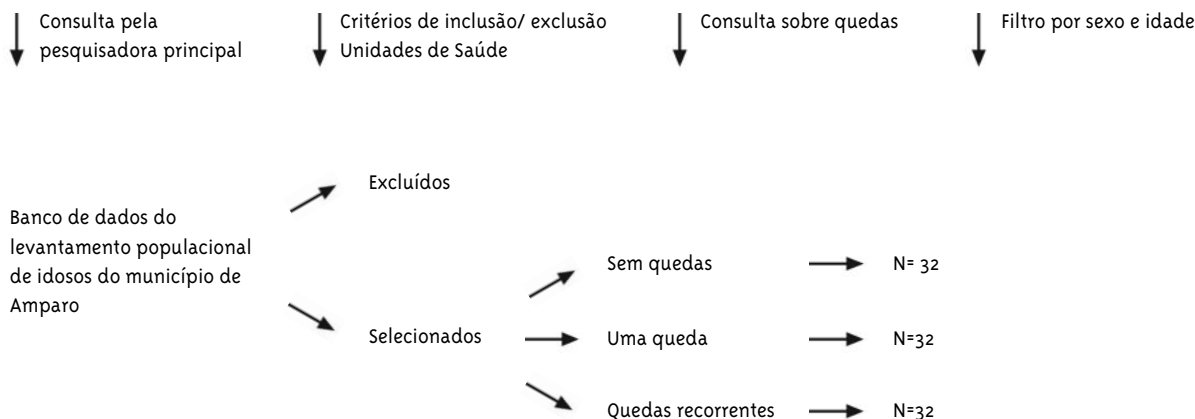 Consulta pela
pesquisadora principal
Critérios de inclusão/ exclusão
Unidades de Saúde
Consulta sobre quedas
Filtro por sexo e idade
Excluídos
Banco de dados do
levantamento populacional
de idosos do município de
Amparo
Selecionados
Sem quedas
N= 32
Uma queda
N=32
Quedas recorrentes
N=32